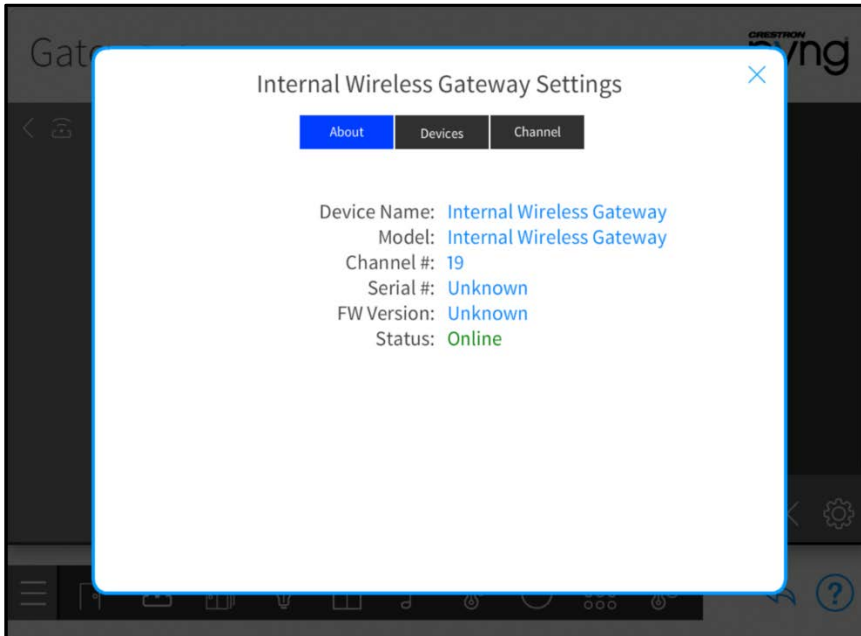 CRESTRON
Internal Wireless Gateway Settings
About
Devices
Channel
Device Name: Internal Wireless Gateway
Model: Internal Wireless Gateway
Channel #: 19
Serial #: Unknown
FW Version: Unknown
Status: Online
?